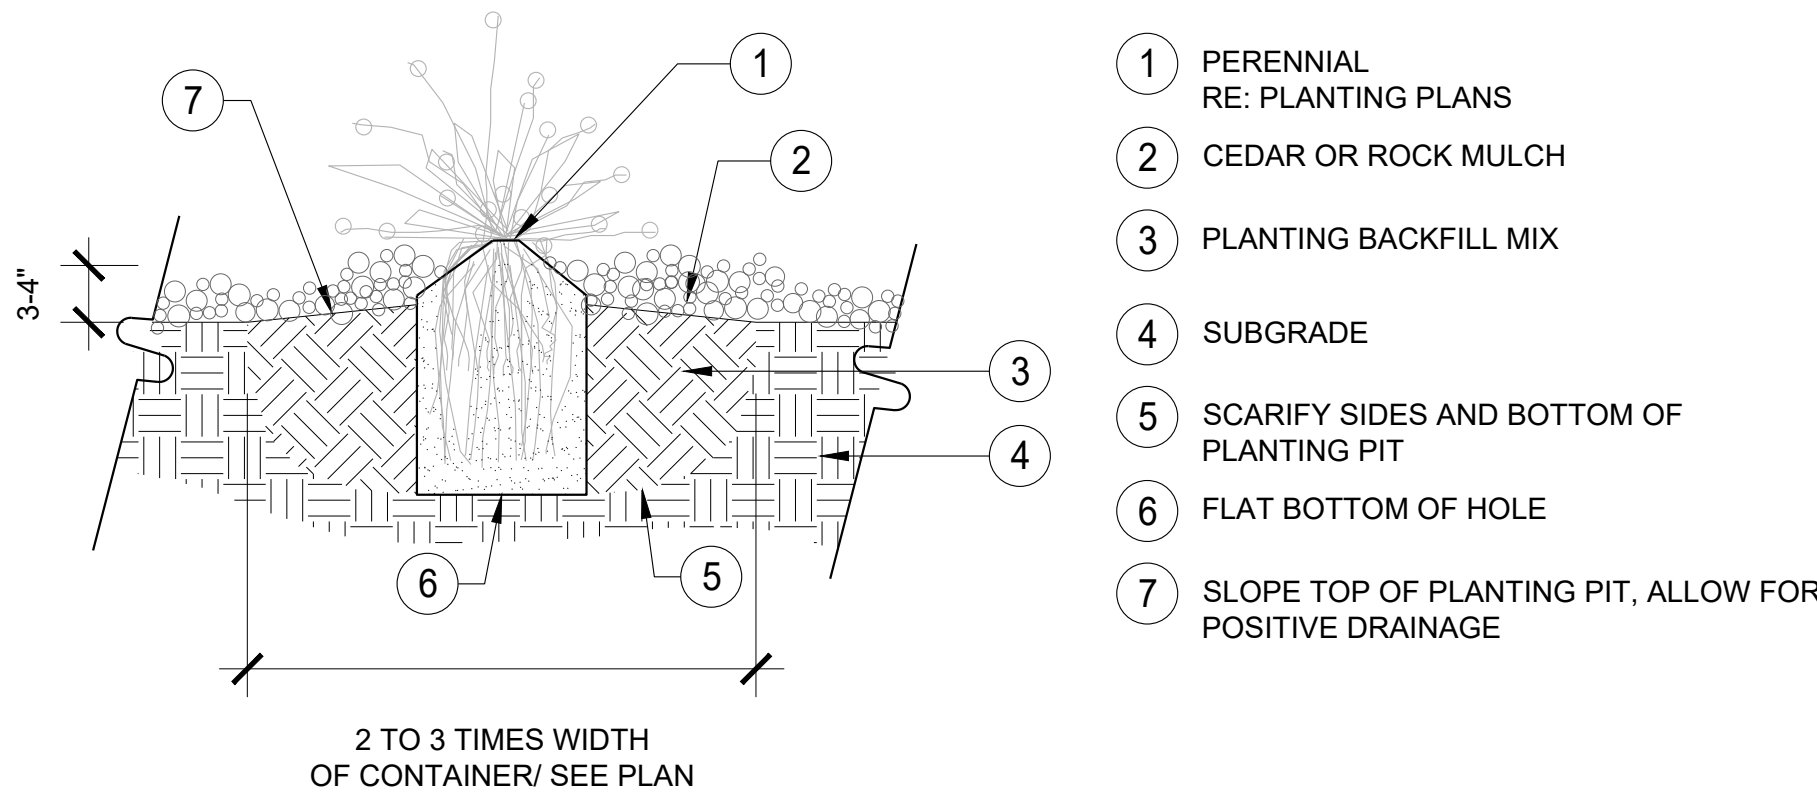 1
7
2
3-4"
3
4
5
6
2 TO 3 TIMES WIDTH
OF CONTAINER/ SEE PLAN
1 PERENNIAL
RE: PLANTING PLANS
2 CEDAR OR ROCK MULCH
3 PLANTING BACKFILL MIX
4 SUBGRADE
5 SCARIFY SIDES AND BOTTOM OF
PLANTING PIT
6 FLAT BOTTOM OF HOLE
7 SLOPE TOP OF PLANTING PIT, ALLOW FOR
POSITIVE DRAINAGE